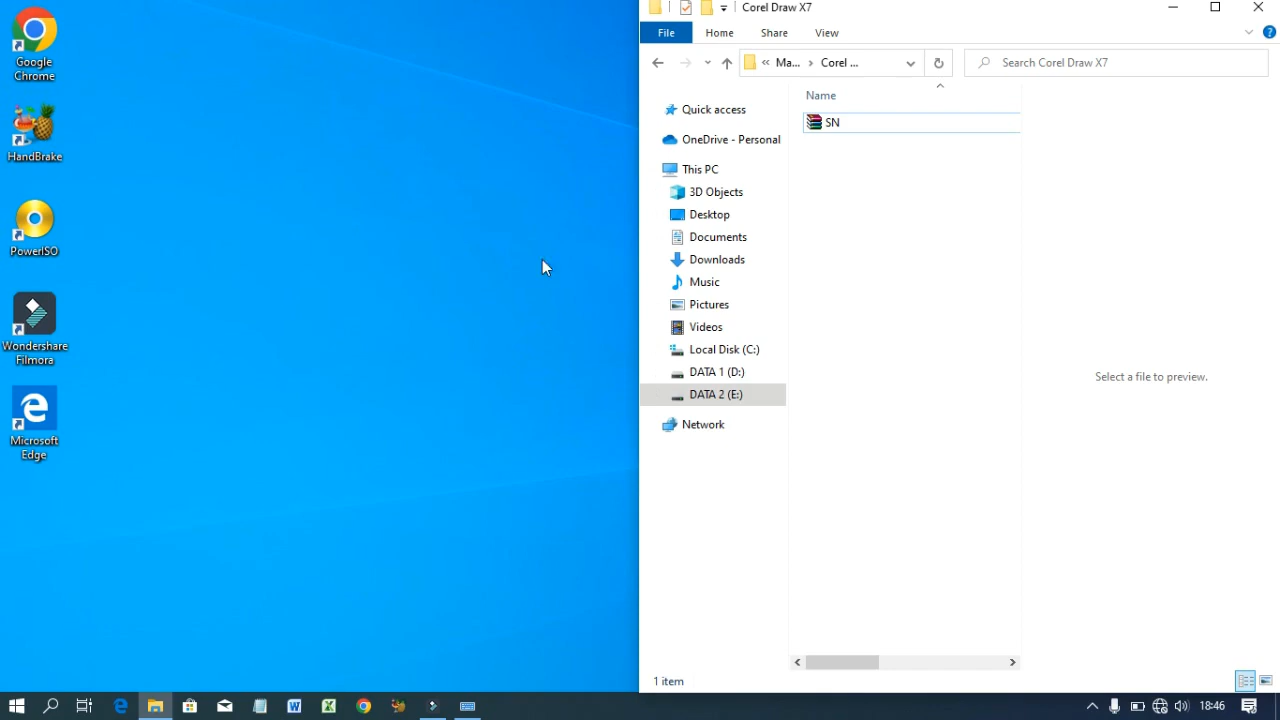 Google
Chrome
HandBrake
PowerISO
Wondershare
Filmora
Microsoft
Edge
Corel Draw X7
File Home Share View
« Ma... › Corel ...
Search Corel Draw X7
Quick access
OneDrive - Personal
This PC
3D Objects
Desktop
Documents
Downloads
Music
Pictures
Videos
Local Disk (C:)
DATA 1 (D:)
DATA 2 (E:)
Network
Name
SN
Select a file to preview.
1 item
18:46